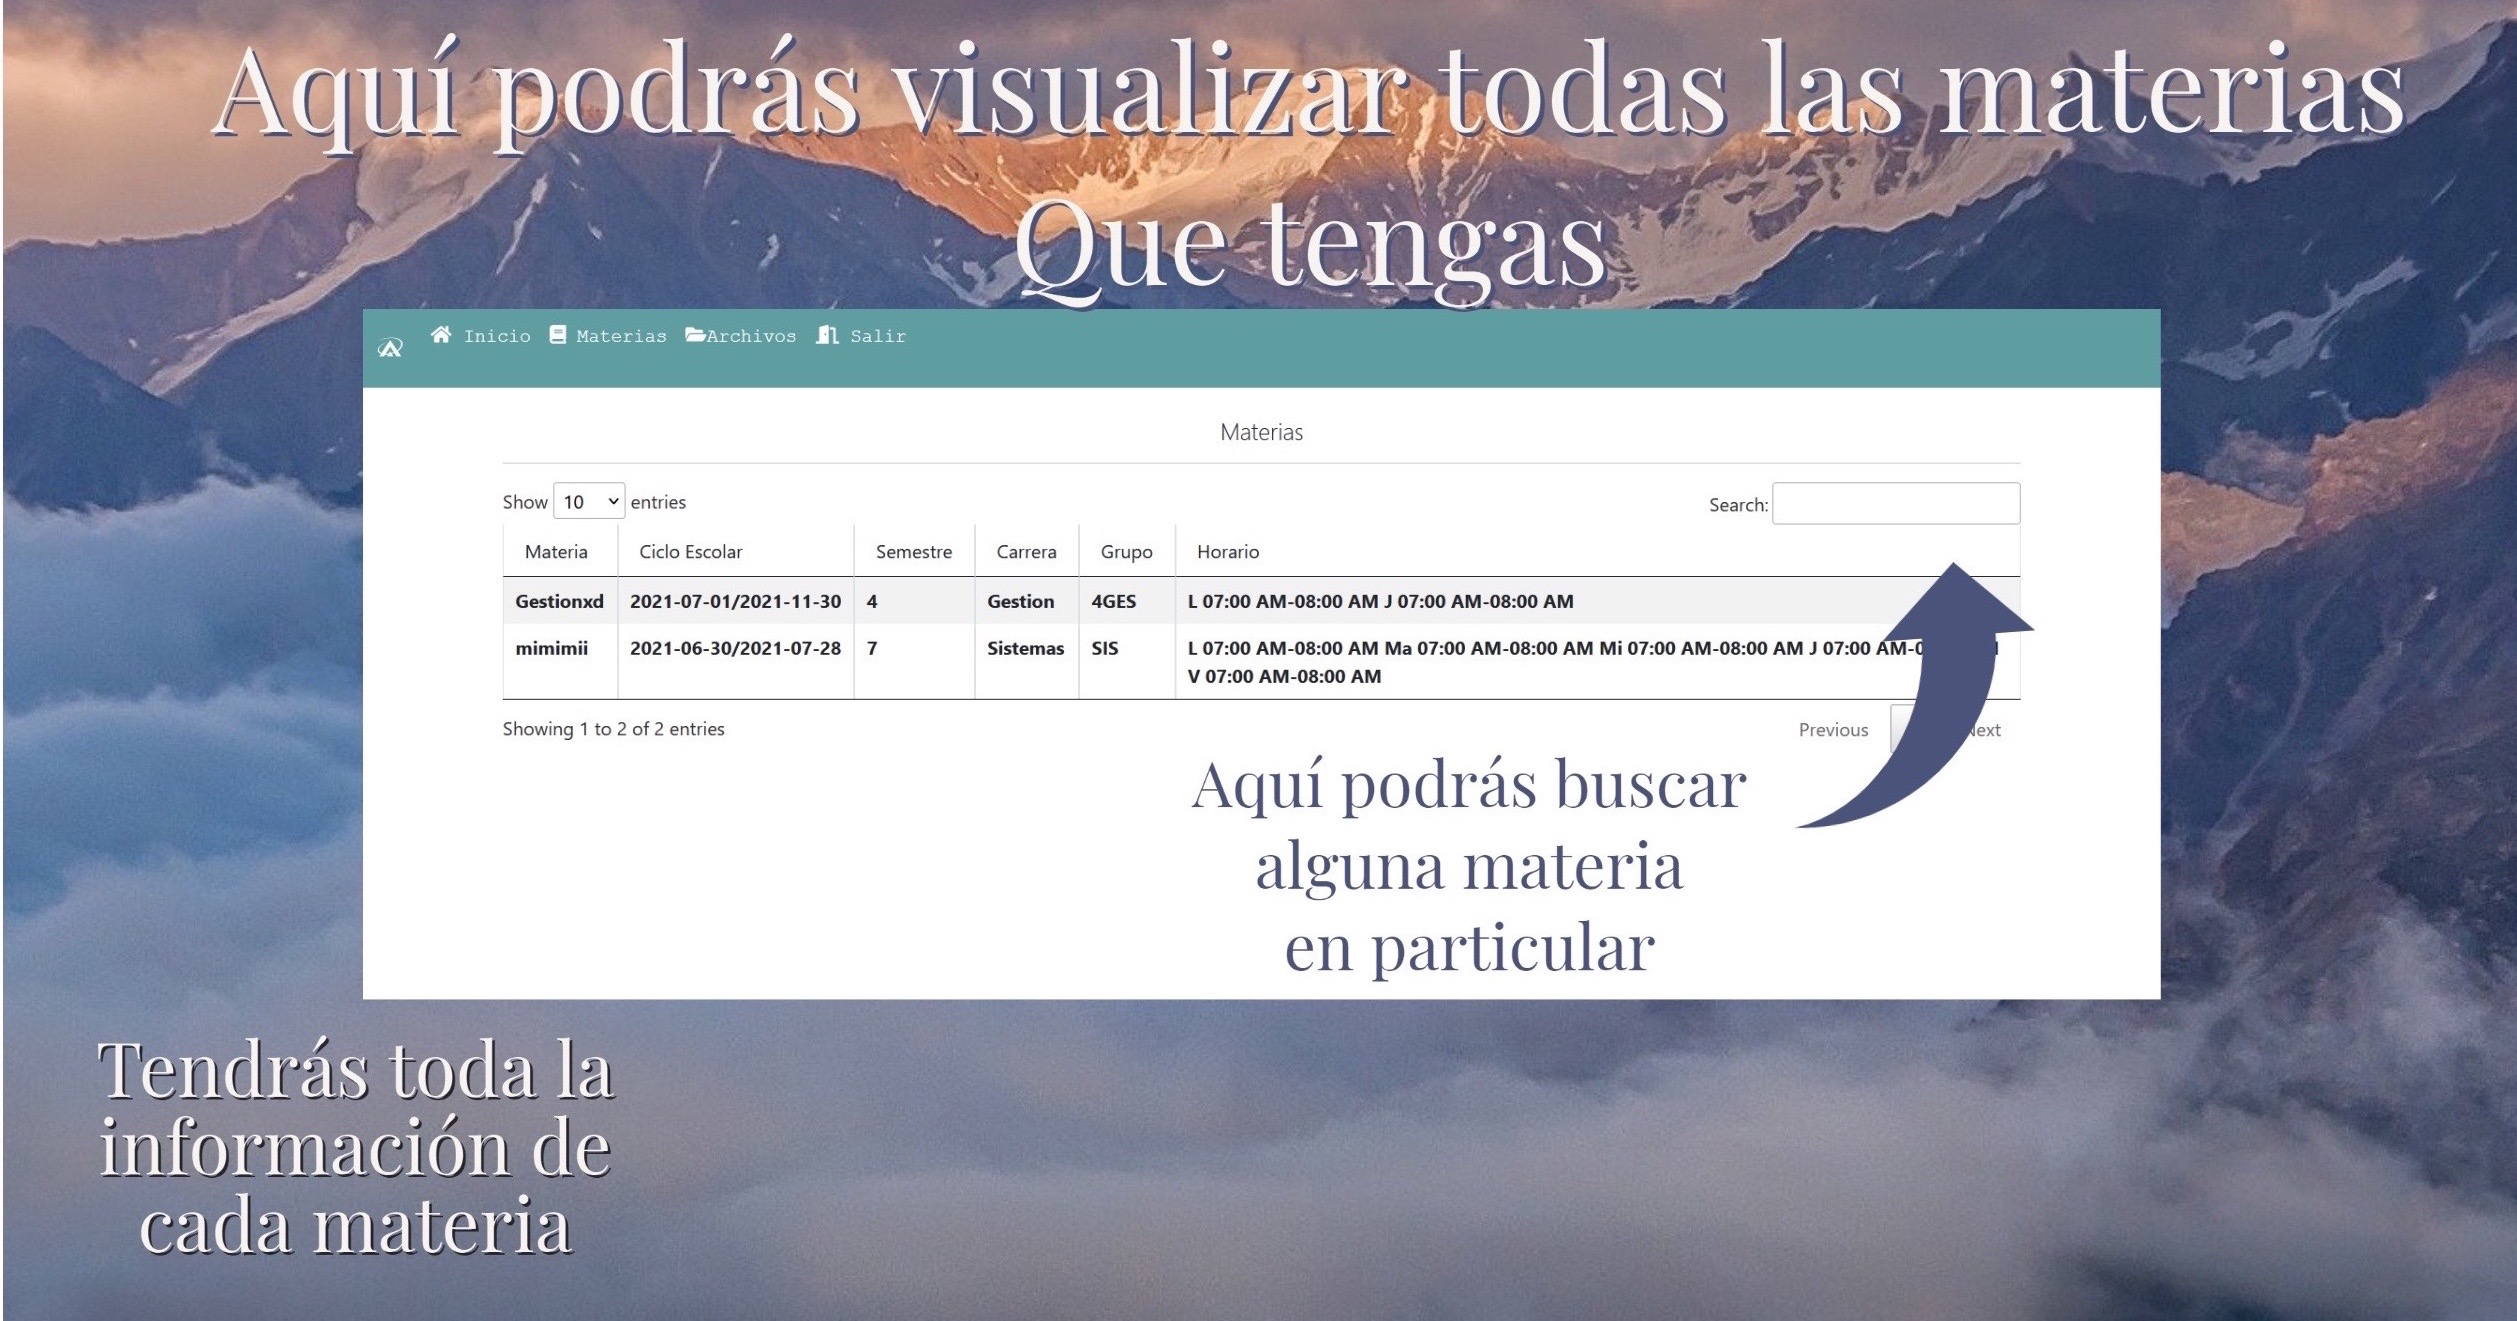 Aquí podrás visualizar todas las materias
Que tengas
Inicio Materias Archivos Salir
Materias
Show 10 entries
Search:
Materia Ciclo Escolar Semestre Carrera Grupo Horario
Gestionxd 2021-07-01/2021-11-30 4 Gestion 4GES L 07:00 AM-08:00 AM J 07:00 AM-08:00 AM
mimimii 2021-06-30/2021-07-28 7 Sistemas SIS L 07:00 AM-08:00 AM Ma 07:00 AM-08:00 AM Mi 07:00 AM-08:00 AM J 07:00
V 07:00 AM-08:00 AM
Showing 1 to 2 of 2 entries
Previous
Aquí podrás buscar
alguna materia
en particular
Tendrás toda la
información de
cada materia